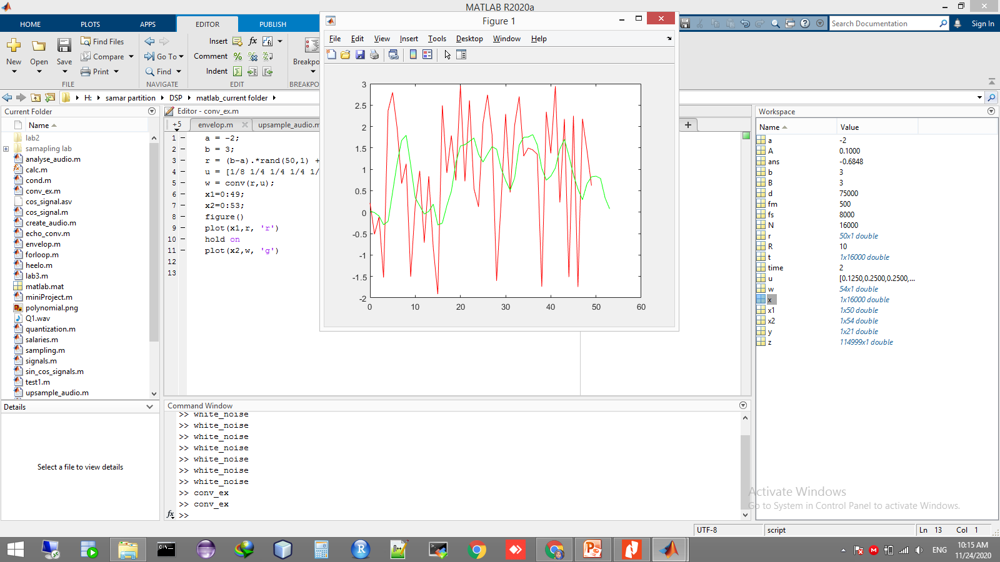 MATLAB R2020a
HOME PLOTS APPS EDITOR PUBLISH
Search Documentation
Sign In
New
Open
Save
Find Files
Compare
Print
FILE
Go To
Find
NAVIGATE
Insert
Comment
Indent
fx
EDIT
Breakpo
BREAKPO
H: samar partition DSP matlab_current folder
Current Folder
Name
lab2
samapling lab
analyse_audio.m
calc.m
cond.m
conv_ex.m
cos_signal.asv
cos_signal.m
create_audio.m
echo_conv.m
envelop.m
forloop.m
heelo.m
lab3.m
matlab.mat
miniProject.m
polynomial.png
Q1.wav
quantization.m
salaries.m
sampling.m
signals.m
sin_cos_signals.m
test1.m
upsample_audio.m
Details
Select a file to view details
Editor - conv_ex.m
+5 envelop.m upsample_audio.m
1 – a = -2;
2 – b = 3;
3 – r = (b-a).*rand(50,1) +
4 – u = [1/8 1/4 1/4 1/4 1/
5 – w = conv(r,u);
6 – x1=0:49;
7 – x2=0:53;
8 – figure()
9 – plot(x1,r, 'r')
10 – hold on
11 – plot(x2,w, 'g')
12
13
Figure 1
File Edit View Insert Tools Desktop Window Help
3
2.5
2
1.5
1
0.5
0
-0.5
-1
-1.5
-2
0 10 20 30 40 50 60
Command Window
>> white_noise
>> white_noise
>> white_noise
>> white_noise
>> white_noise
>> white_noise
>> white_noise
>> conv_ex
>> conv_ex
fx >>
Workspace
Name Value
a -2
A 0.1000
ans -0.6848
b 3
B 3
d 75000
fm 500
fs 8000
N 16000
r 50x1 double
R 10
t 1x16000 double
time 2
u [0.1250,0.2500,0.2500,...
w 54x1 double
x 1x16000 double
x1 1x50 double
x2 1x54 double
y 1x21 double
z 114999x1 double
Activate Windows
Go to System in Control Panel to activate Windows.
UTF-8 script Ln 13 Col 1
ENG
10:15 AM
11/24/2020